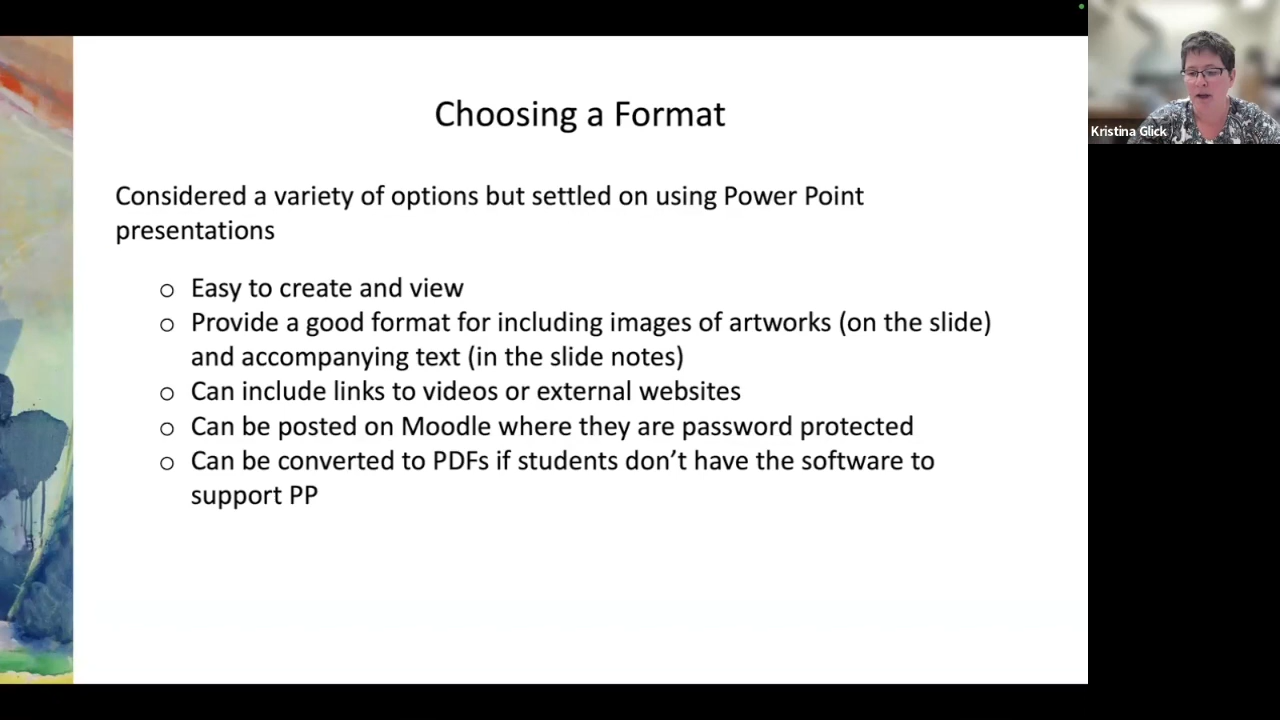 Choosing a Format
Considered a variety of options but settled on using Power Point
presentations
o Easy to create and view
o Provide a good format for including images of artworks (on the slide)
and accompanying text (in the slide notes)
o Can include links to videos or external websites
o Can be posted on Moodle where they are password protected
o Can be converted to PDFs if students don’t have the software to
support PP
Kristina Glick